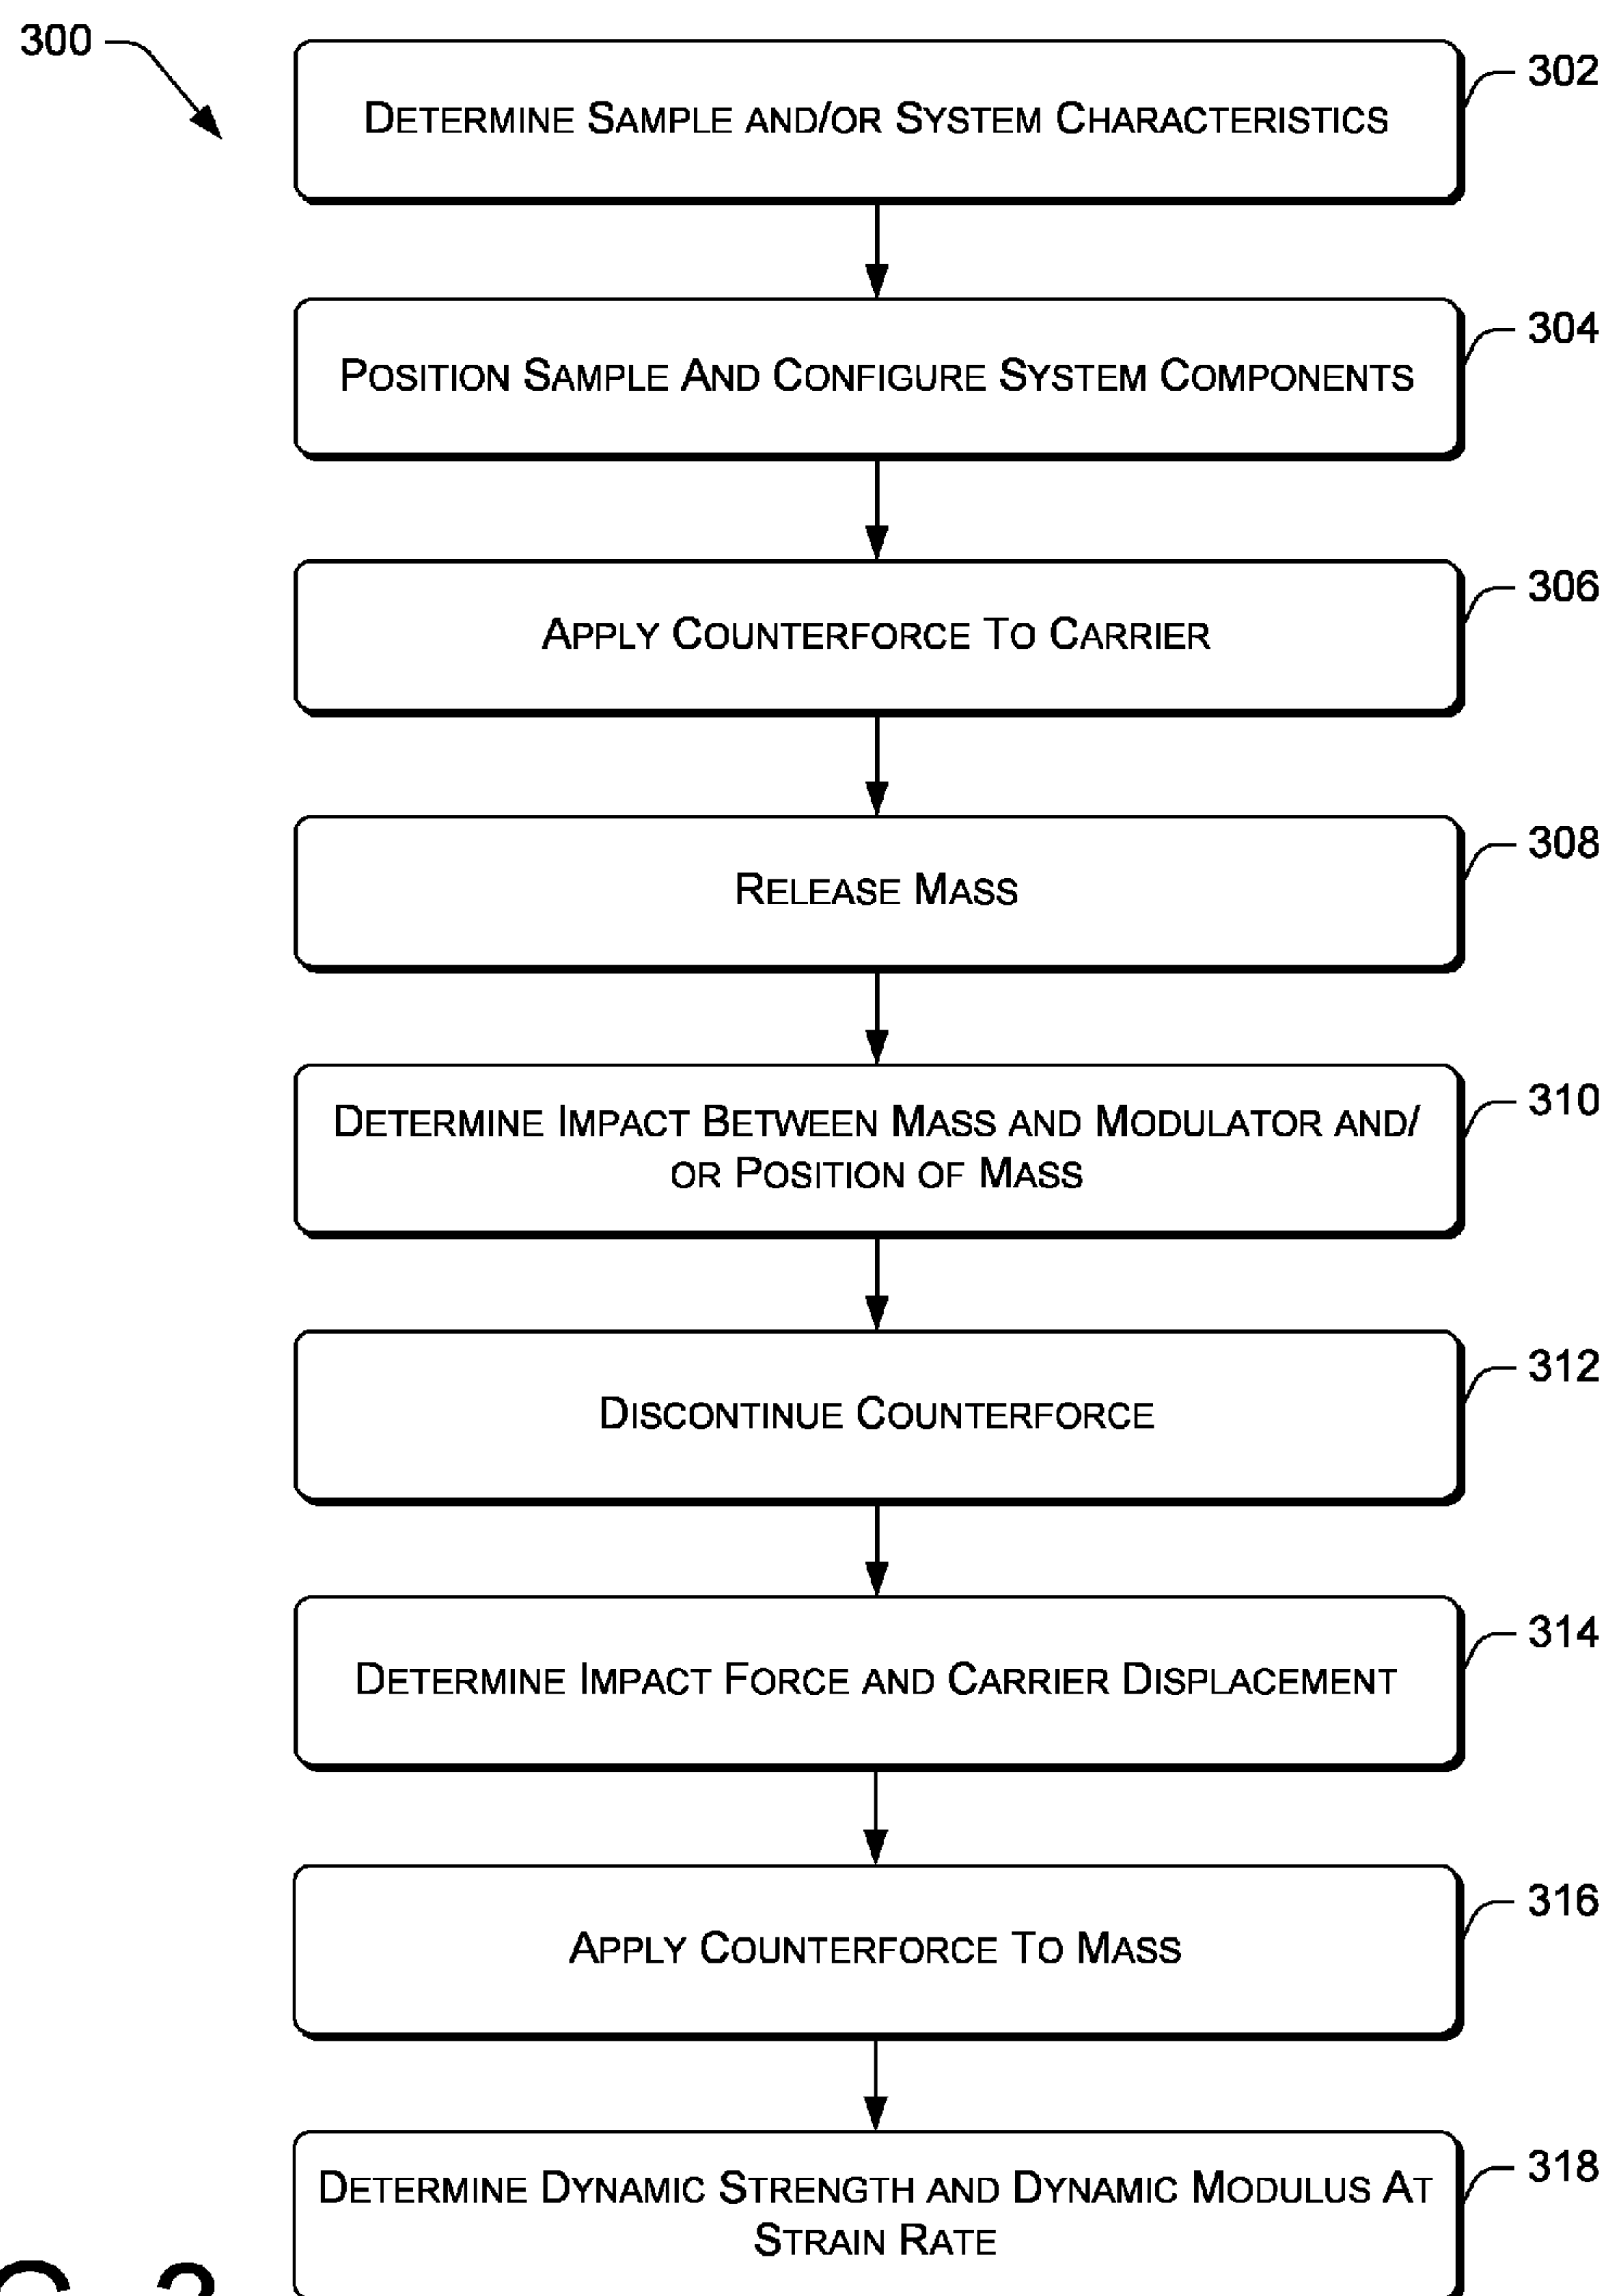 300
DETERMINE SAMPLE AND/OR SYSTEM CHARACTERISTICS
302
POSITION SAMPLE AND CONFIGURE SYSTEM COMPONENTS
304
APPLY COUNTERFORCE TO CARRIER
306
RELEASE MASS
308
DETERMINE IMPACT BETWEEN MASS AND MODULATOR AND/
OR POSITION OF MASS
310
DISCONTINUE COUNTERFORCE
312
DETERMINE IMPACT FORCE AND CARRIER DISPLACEMENT
314
APPLY COUNTERFORCE TO MASS
316
DETERMINE DYNAMIC STRENGTH AND DYNAMIC MODULUS AT
STRAIN RATE
318